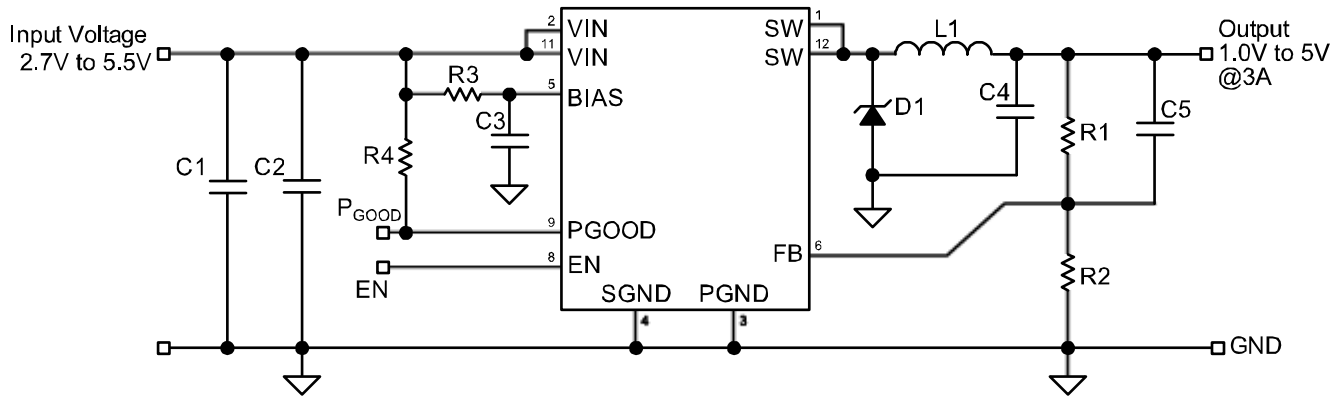 Input Voltage
2.7V to 5.5V
C1
C2
R3
R4
C3
PGOOD
EN
2
VIN
11
VIN
5
BIAS
9
PGOOD
8
EN
SGND
4
PGND
3
1
SW
12
SW
6
FB
L1
D1
C4
R1
C5
R2
Output
1.0V to 5V
@3A
GND